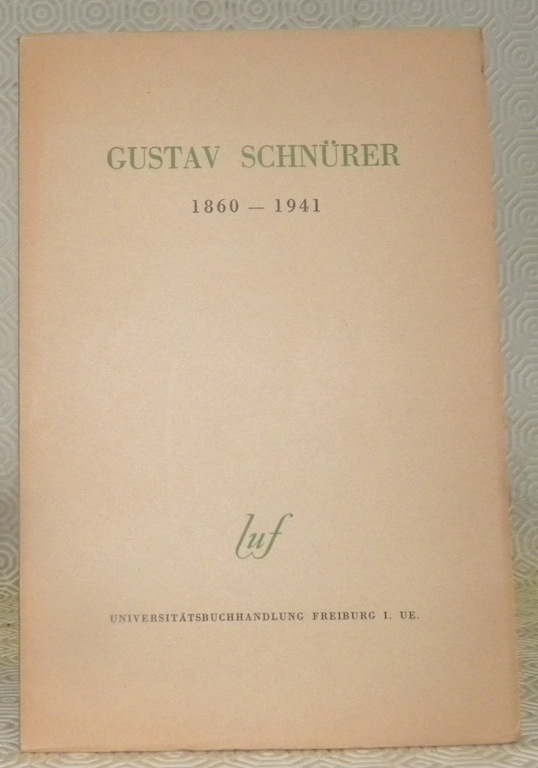 GUSTAV SCHNÜRER
1860 — 1941
luf
UNIVERSITÄTSBUCHHANDLUNG FREIBURG I. UE.